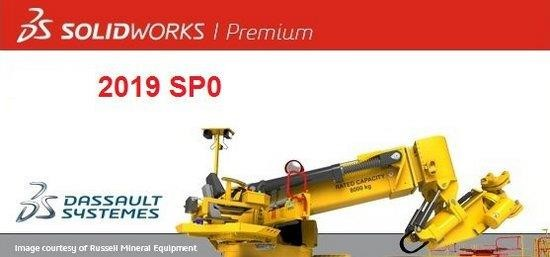 SOLIDWORKS | Premium
2019 SP0
RATED CAPACITY
8000 kg
DASSAULT
SYSTEMES
Image courtesy of Russell Mineral Equipment